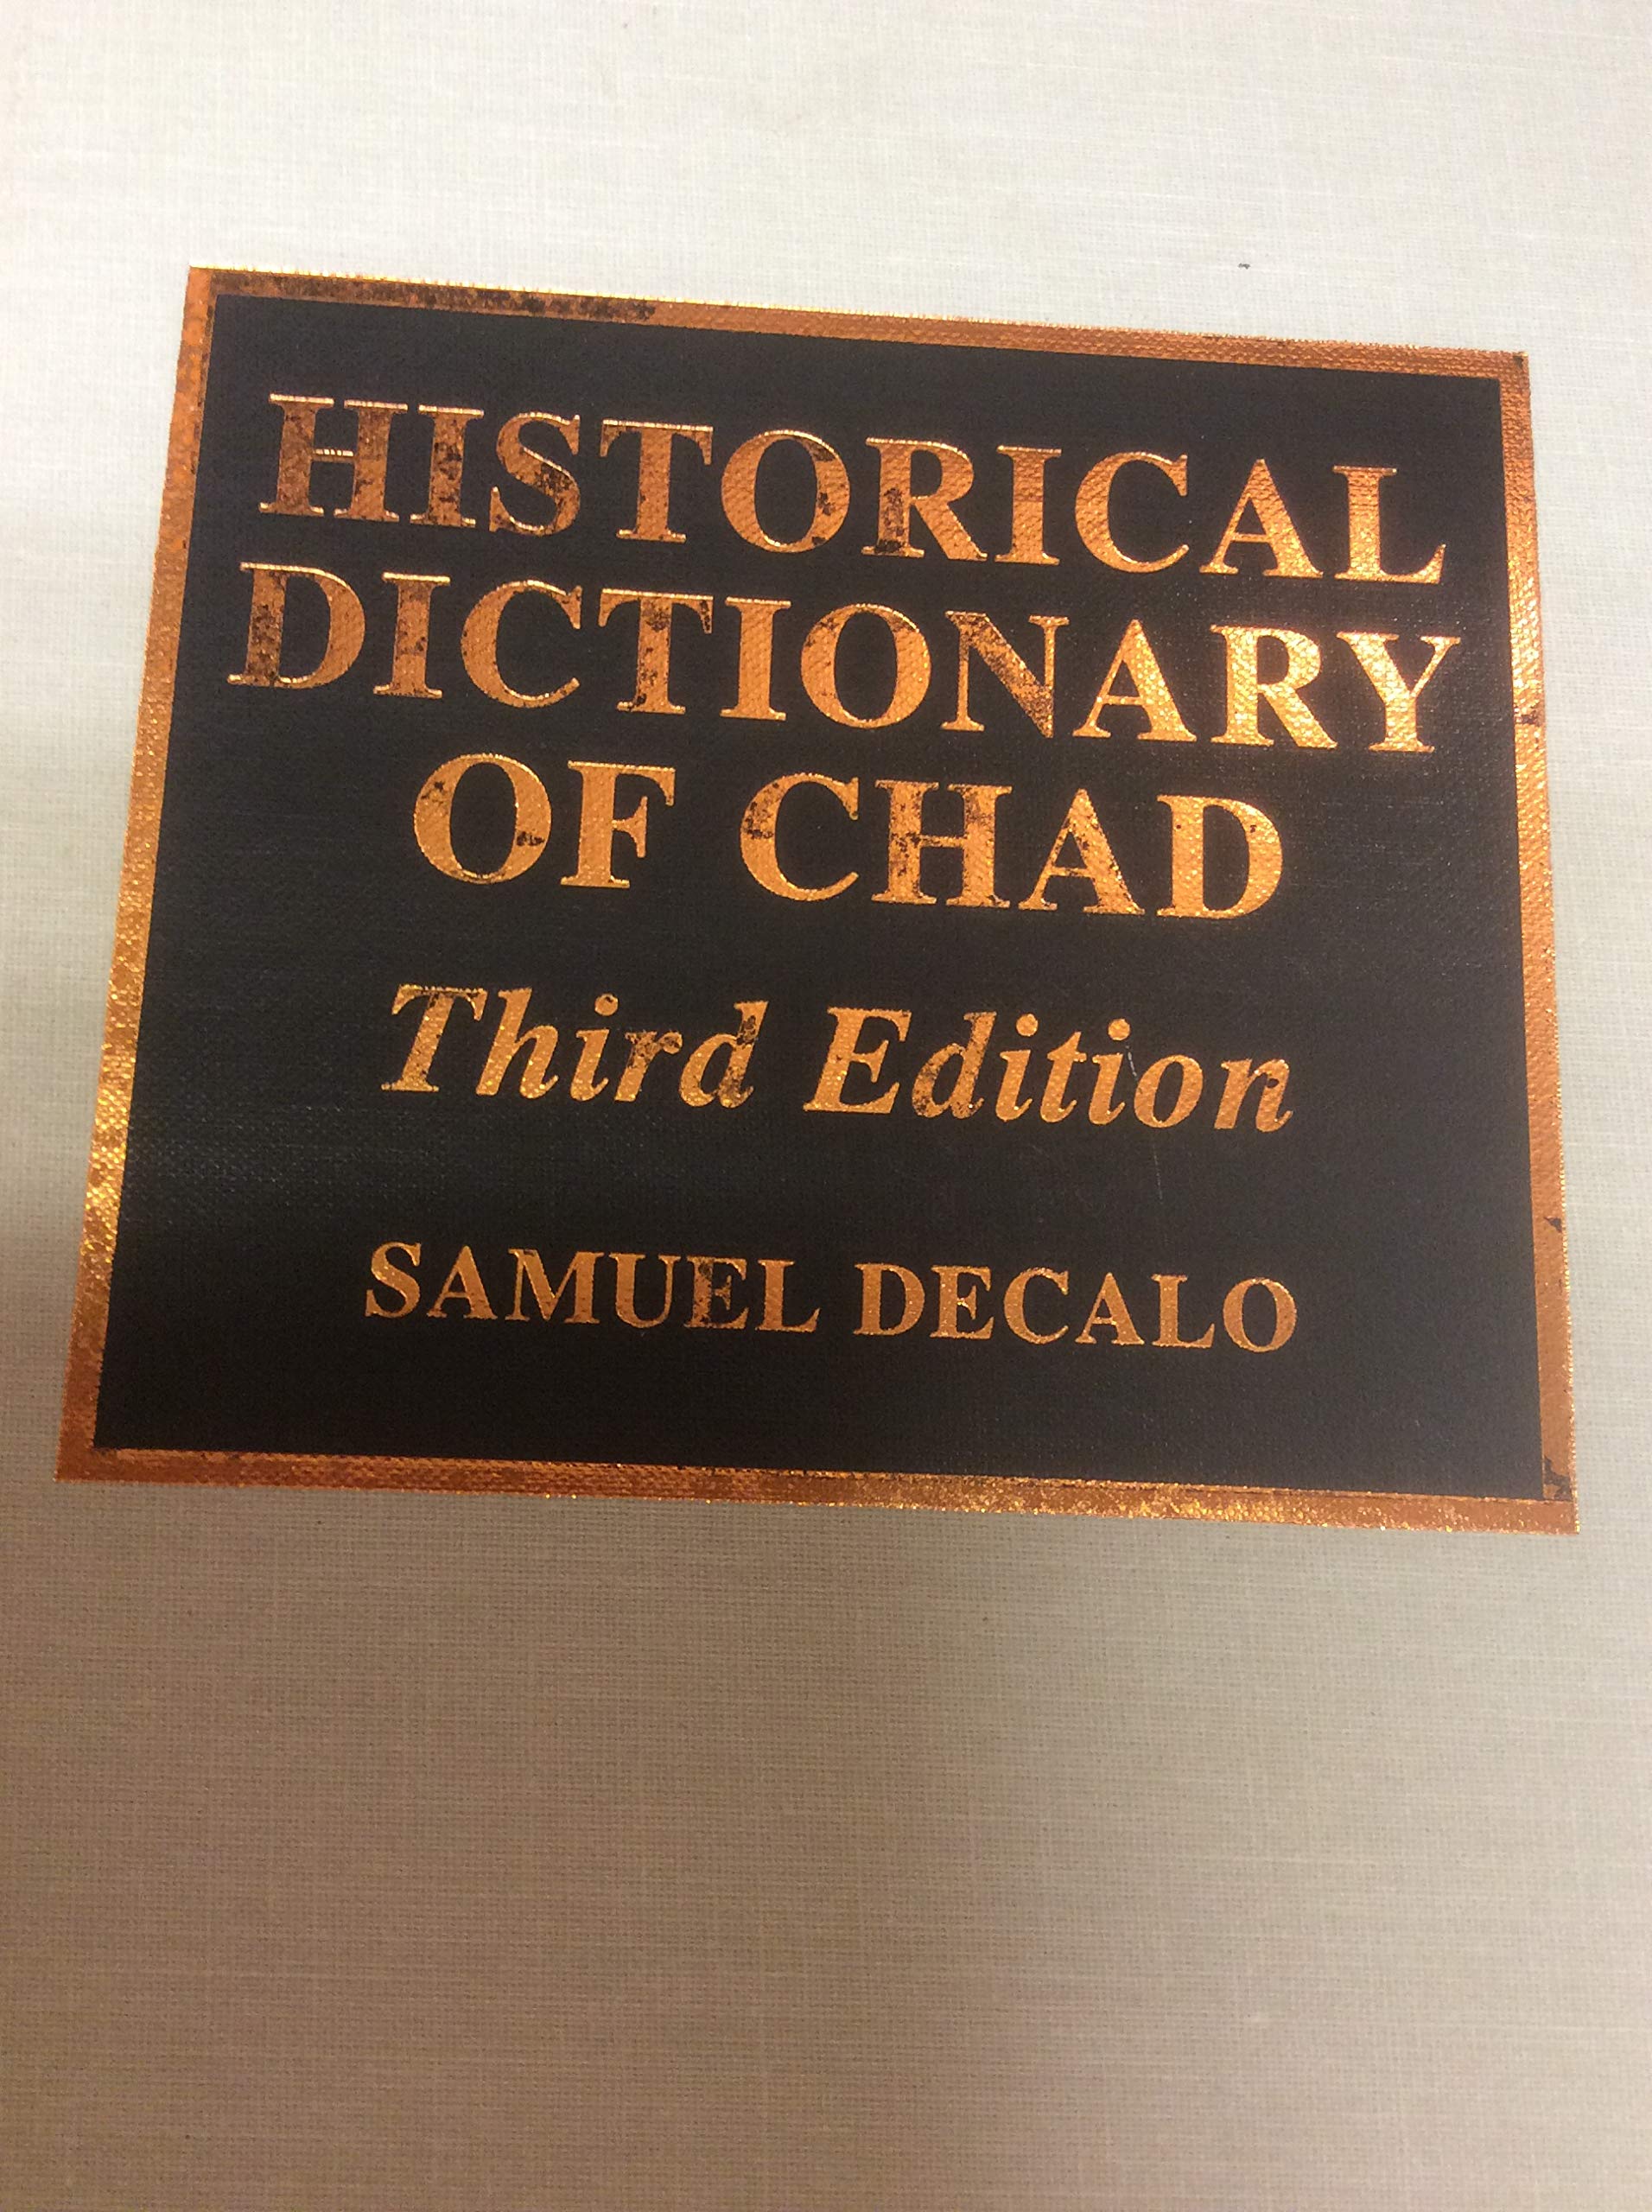 HISTORICAL
DICTIONARY
OF CHAD
Third Edition
SAMUEL DECALO